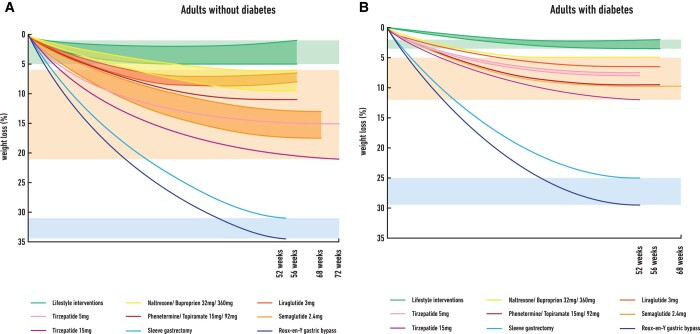 A
Adults without diabetes
weight loss (%)
0
5
10
15
20
25
30
35
52 weeks
56 weeks
68 weeks
72 weeks
Lifestyle interventions
Naltrexone/ Buproprion 32mg/ 360mg
Liraglutide 3mg
Tirzepatide 5mg
Phenetermine/ Topiramate 15mg/ 92mg
Semaglutide 2.4mg
Tirzepatide 15mg
Sleeve gastrectomy
Roux-en-Y gastric bypass
B
Adults with diabetes
weight loss (%)
0
5
10
15
20
25
30
35
52 weeks
56 weeks
68 weeks
Lifestyle interventions
Naltrexone/ Buproprion 32mg/ 360mg
Liraglutide 3mg
Tirzepatide 5mg
Phenetermine/ Topiramate 15mg/ 92mg
Semaglutide 2.4mg
Tirzepatide 15mg
Sleeve gastrectomy
Roux-en-Y gastric bypass